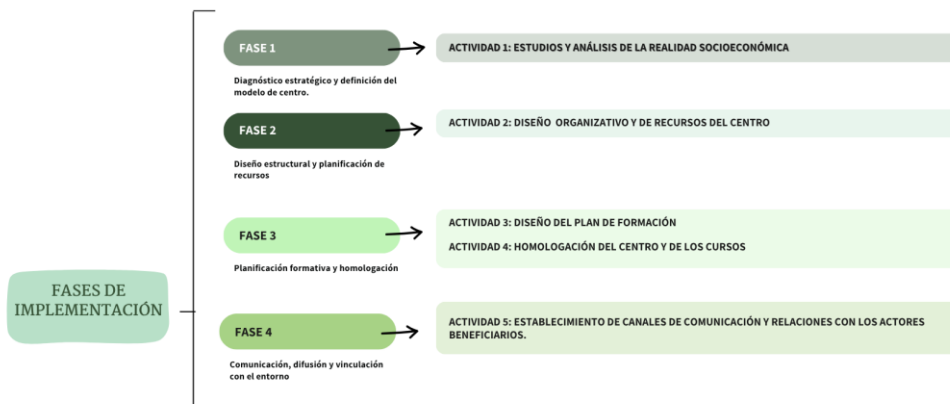 FASES DE
IMPLEMENTACIÓN
FASE 1
Diagnóstico estratégico y definición del
modelo de centro.
ACTIVIDAD 1: ESTUDIOS Y ANÁLISIS DE LA REALIDAD SOCIOECONÓMICA
FASE 2
Diseño estructural y planificación de
recursos
ACTIVIDAD 2: DISEÑO ORGANIZATIVO Y DE RECURSOS DEL CENTRO
FASE 3
Planificación formativa y homologación
ACTIVIDAD 3: DISEÑO DEL PLAN DE FORMACIÓN
ACTIVIDAD 4: HOMOLOGACIÓN DEL CENTRO Y DE LOS CURSOS
FASE 4
Comunicación, difusión y vinculación
con el entorno
ACTIVIDAD 5: ESTABLECIMIENTO DE CANALES DE COMUNICACIÓN Y RELACIONES CON LOS ACTORES
BENEFICIARIOS.